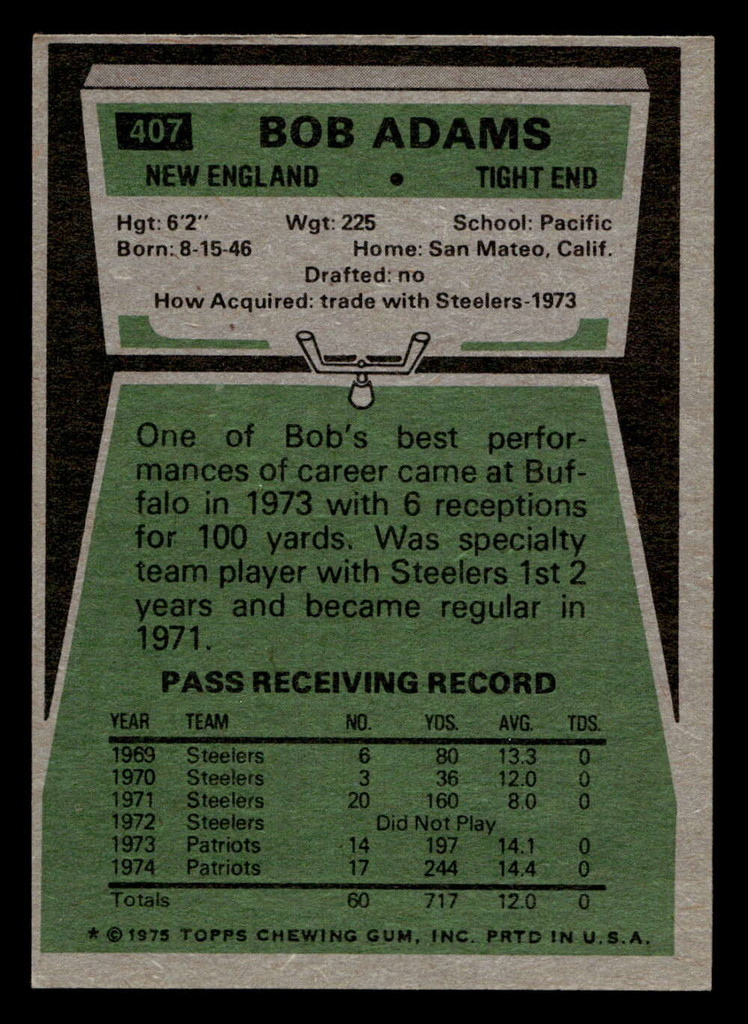 407 BOB ADAMS
NEW ENGLAND • TIGHT END
Hgt: 6'2" Wgt: 225 School: Pacific
Born: 8-15-46 Home: San Mateo, Calif.
Drafted: no
How Acquired: trade with Steelers-1973
One of Bob's best perfor-
mances of career came at Buf-
falo in 1973 with 6 receptions
for 100 yards. Was specialty
team player with Steelers 1st 2
years and became regular in
1971.
PASS RECEIVING RECORD
YEAR TEAM NO. YDS. AVG. TDS.
1969 Steelers 6 80 13.3 0
1970 Steelers 3 36 12.0 0
1971 Steelers 20 160 8.0 0
1972 Steelers Did Not Play
1973 Patriots 14 197 14.1 0
1974 Patriots 17 244 14.4 0
Totals 60 717 12.0 0
* © 1975 TOPPS CHEWING GUM, INC. PRTD IN U.S.A.